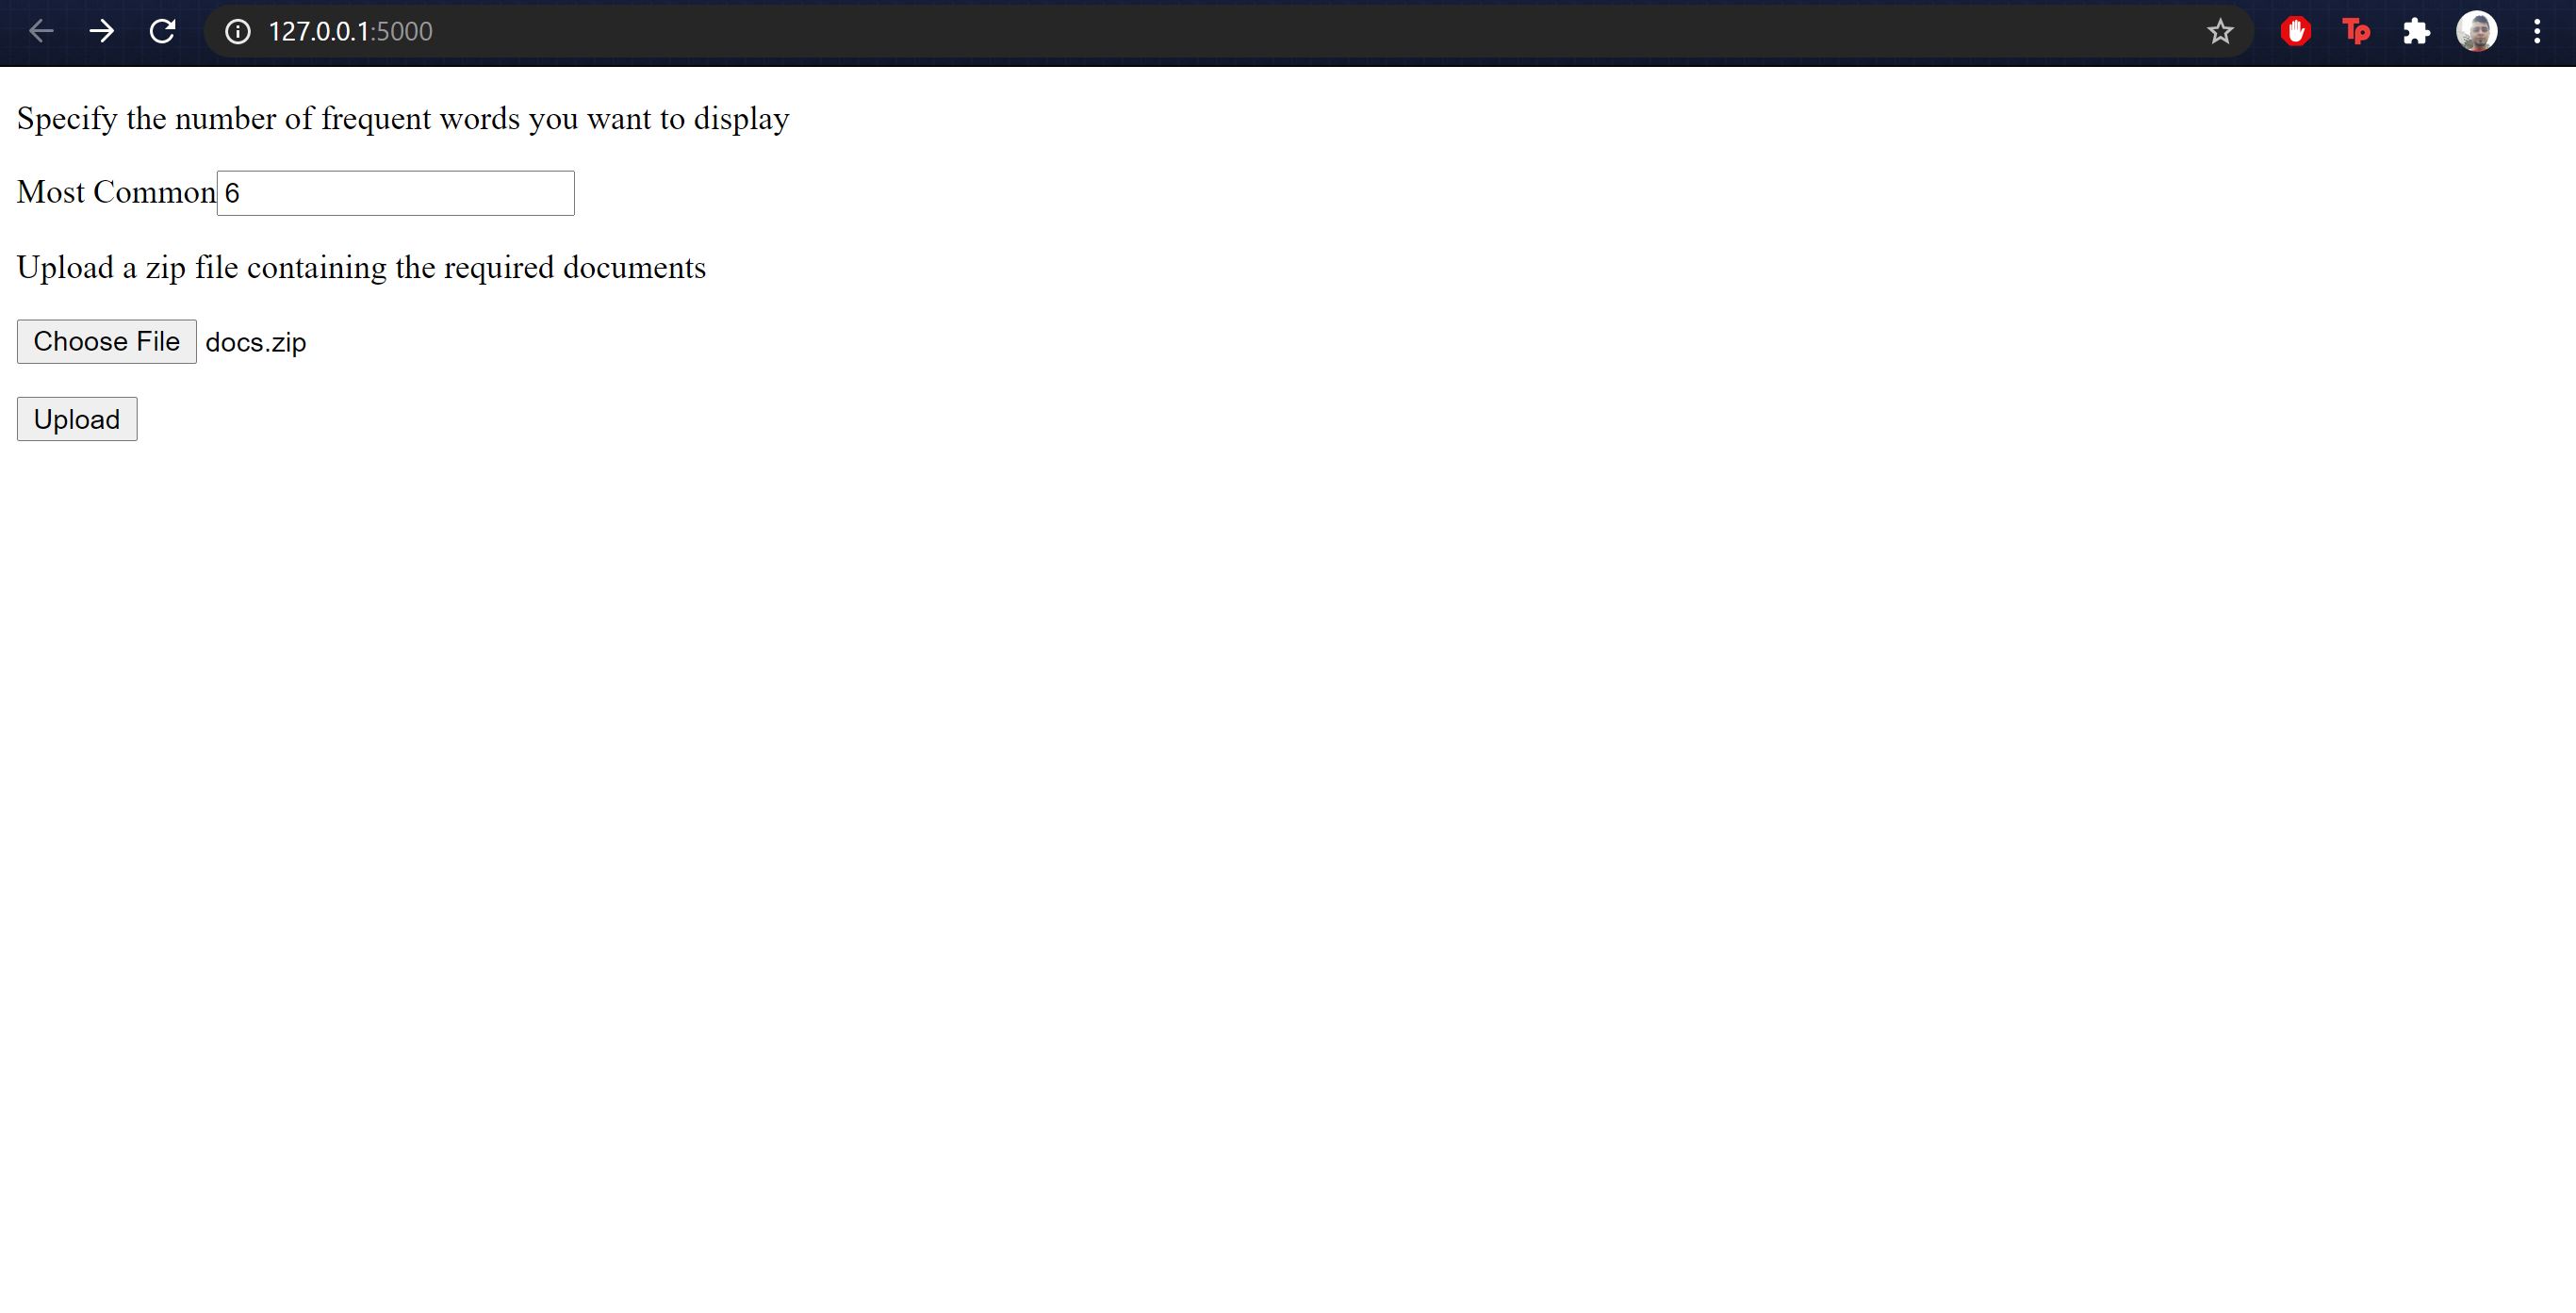 127.0.0.1:5000
Tp
Specify the number of frequent words you want to display
Most Common 6
Upload a zip file containing the required documents
Choose File docs.zip
Upload